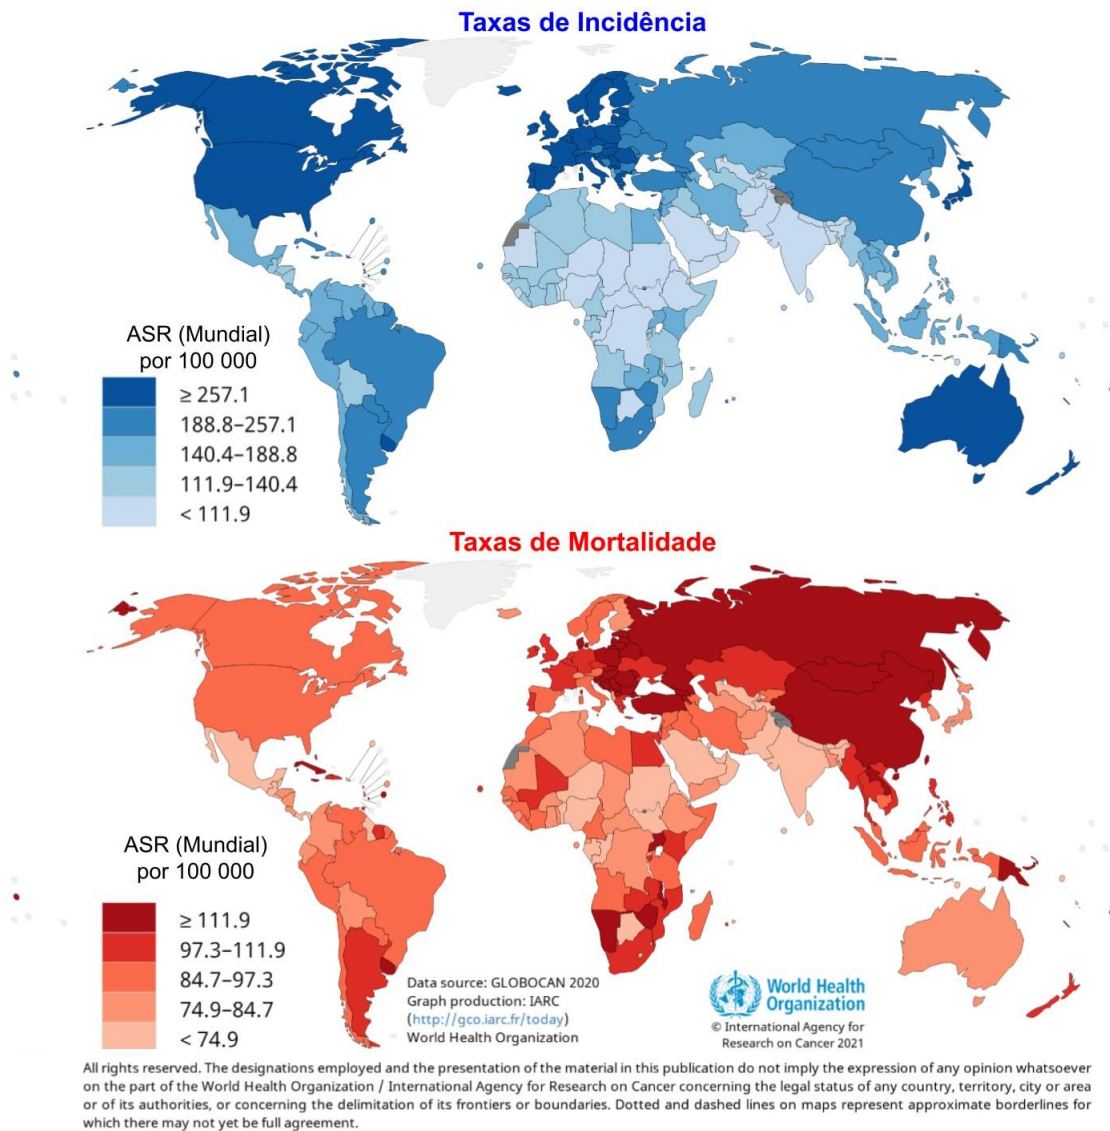 Taxas de Incidência
ASR (Mundial)
por 100 000
≥ 257.1
188.8–257.1
140.4–188.8
111.9–140.4
< 111.9
Taxas de Mortalidade
ASR (Mundial)
por 100 000
≥ 111.9
97.3–111.9
84.7–97.3
74.9–84.7
< 74.9
Data source: GLOBOCAN 2020
Graph production: IARC
(http://gco.iarc.fr/today)
World Health Organization
World Health
Organization
© International Agency for
Research on Cancer 2021
All rights reserved. The designations employed and the presentation of the material in this publication do not imply the expression of any opinion whatsoever
on the part of the World Health Organization / International Agency for Research on Cancer concerning the legal status of any country, territory, city or area
or of its authorities, or concerning the delimitation of its frontiers or boundaries. Dotted and dashed lines on maps represent approximate borderlines for
which there may not yet be full agreement.